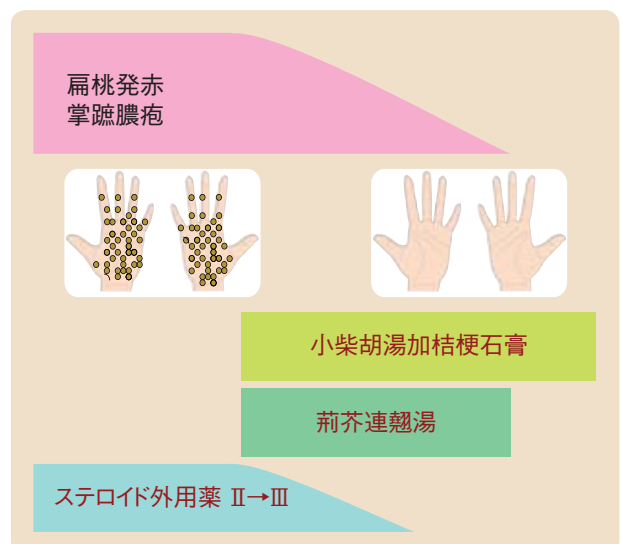 扁桃発赤
掌蹠膿疱
小柴胡湯加桔梗石膏
荊芥連翹湯
ステロイド外用薬 Ⅱ→Ⅲ